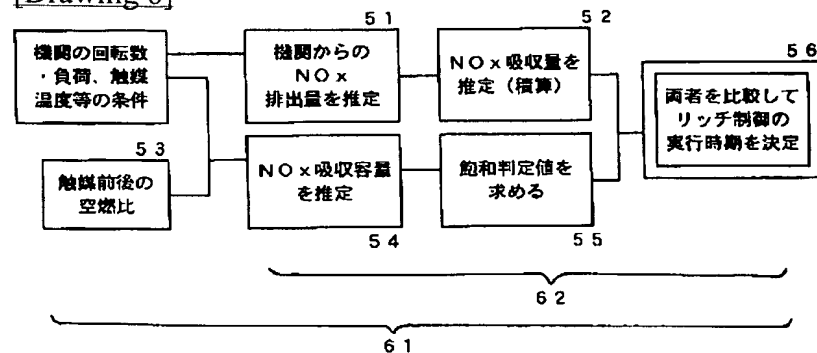 [Drawing 6]
51
52
56
機関の回転数
・負荷、触媒
温度等の条件
機関からの
NOx
排出量を推定
NOx吸収量を
推定(積算)
両者を比較して
リッチ制御の
実行時期を決定
53
触媒前後の
空燃比
NOx吸収容量
を推定
飽和判定値を
求める
54
55
62
61